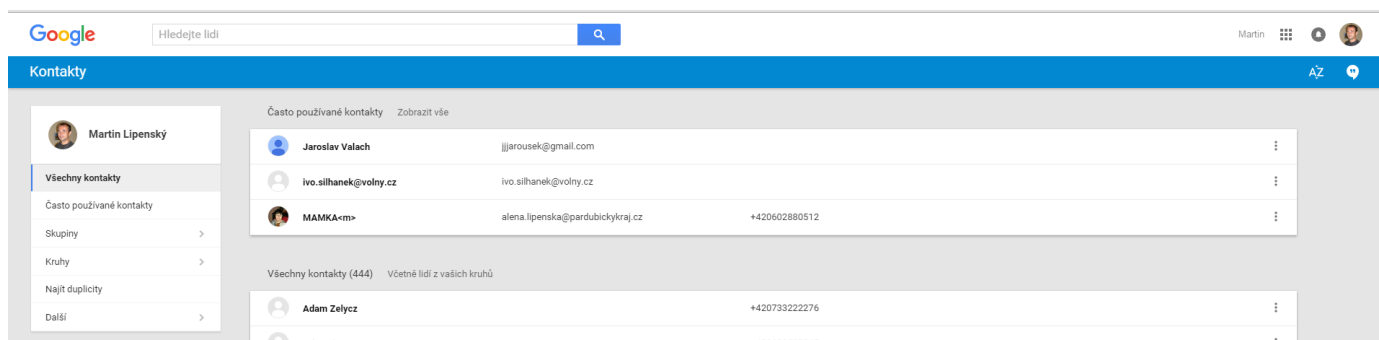 Google Hledejte lidi Martin
Kontakty AZ
Martin Lipenský
Všechny kontakty
Často používané kontakty
Skupiny
Kruhy
Najít duplicity
Další
Často používané kontakty Zobrazit vše
Jaroslav Valach jjjarousek@gmail.com
ivo.silhanek@volny.cz ivo.silhanek@volny.cz
MAMKA<m> alena.lipenska@pardubickykraj.cz +420602880512
Všechny kontakty (444) Včetně lidí z vašich kruhů
Adam Zelycz +420733222276